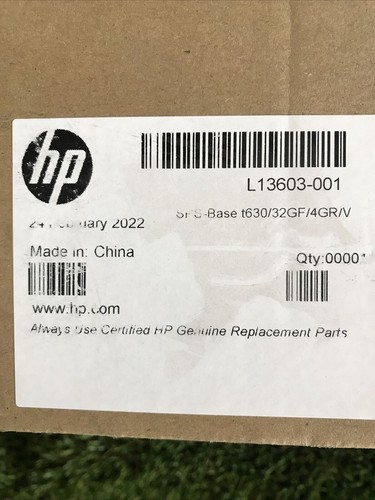 hp
L13603-001
SPS-Base t630/32GF/4GR/V
24 February 2022
Made in: China
Qty:00001
www.hp.com
Always Use Certified HP Genuine Replacement Parts